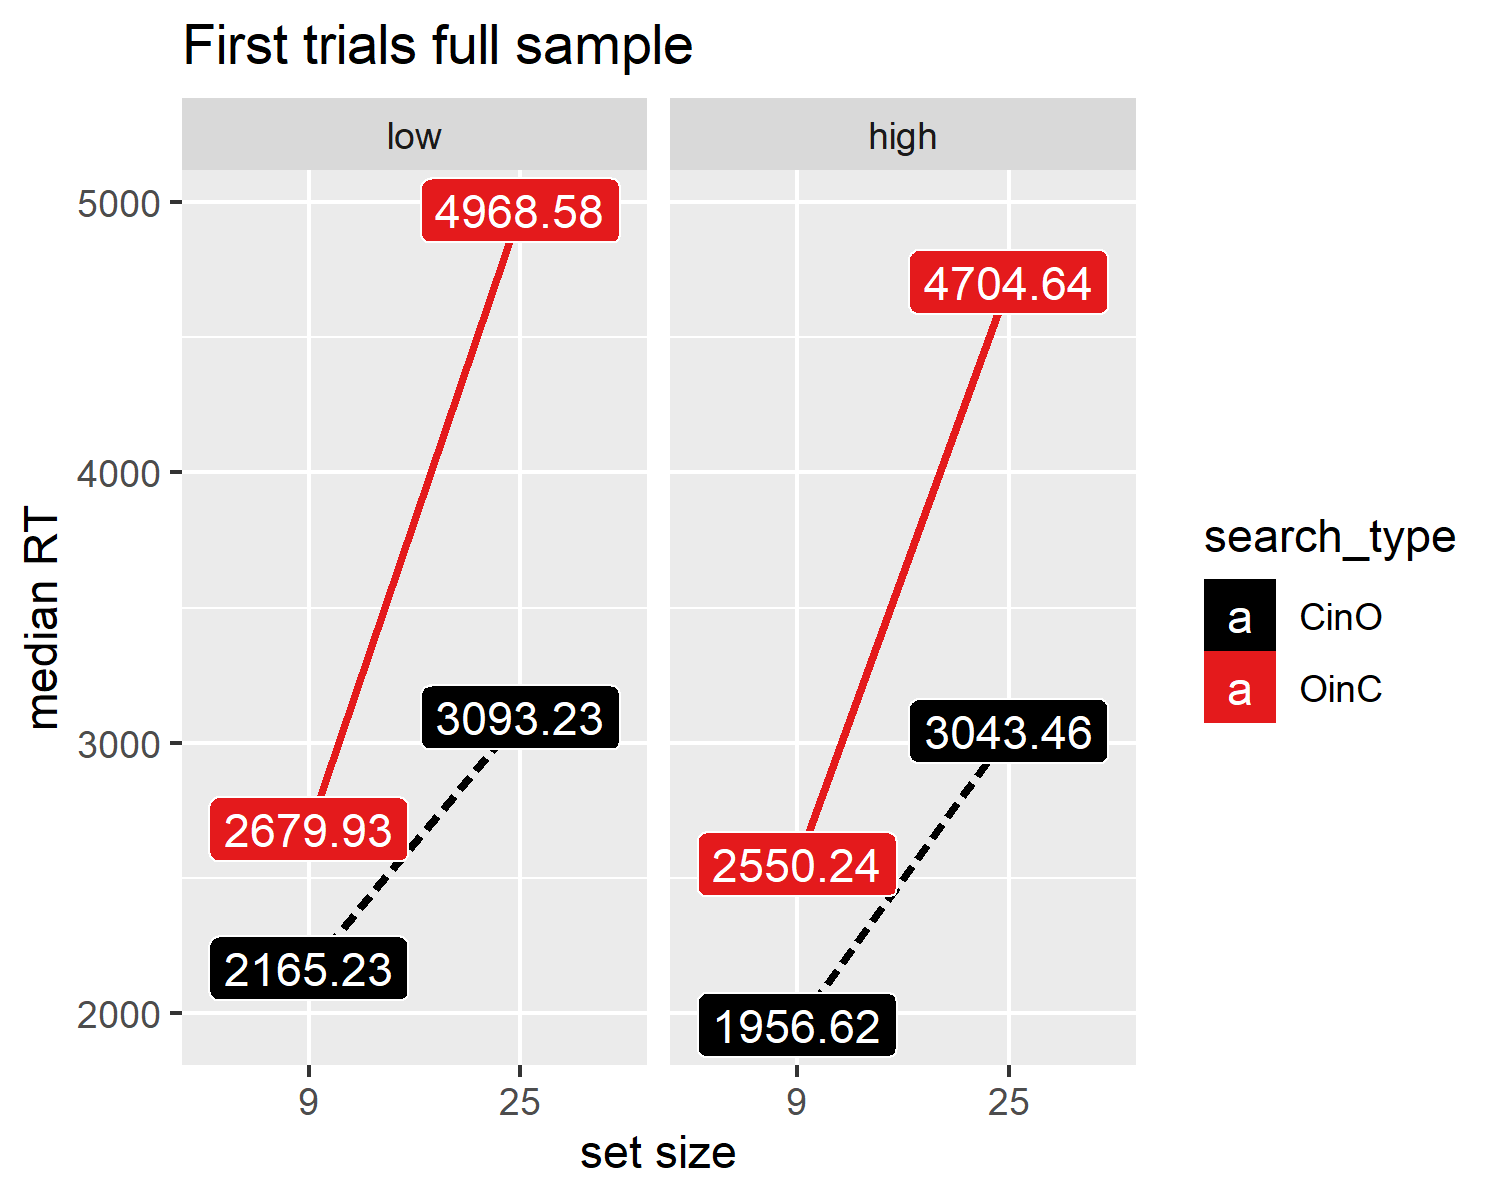 First trials full sample
low
high
5000
4000
3000
2000
median RT
4968.58
3093.23
2679.93
2165.23
4704.64
3043.46
2550.24
1956.62
9
25
9
25
set size
search_type
a CinO
a OinC